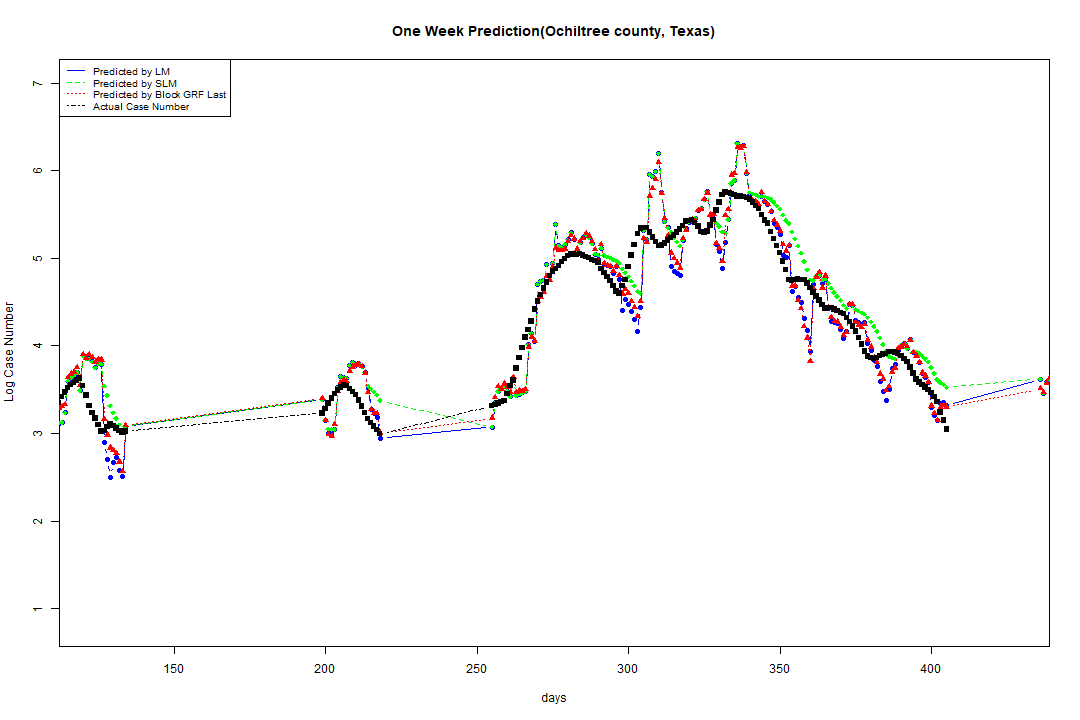 One Week Prediction(Ochiltree county, Texas)
Predicted by LM
Predicted by SLM
Predicted by Block GRF Last
Actual Case Number
Log Case Number
7
6
5
4
3
2
1
150 200 250 300 350 400
days